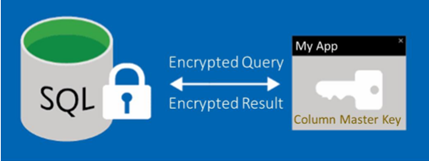 SQL
Encrypted Query
Encrypted Result
My App
×
Column Master Key